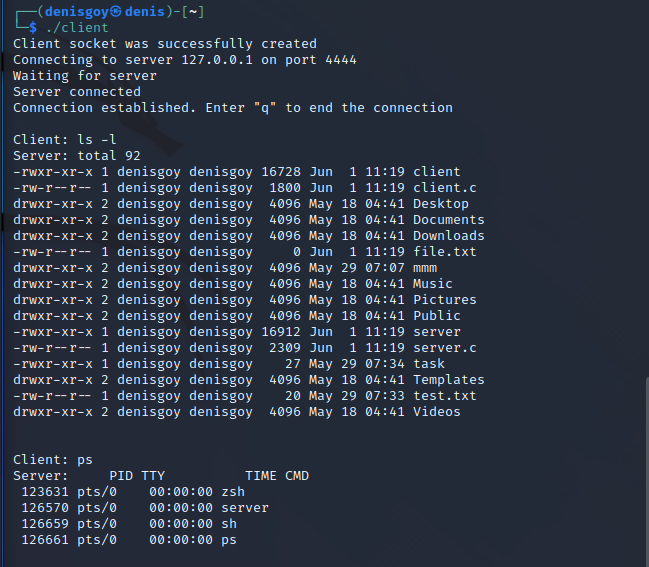 ┌──(denisgoy㉿denis)-[~]
└─$ ./client
Client socket was successfully created
Connecting to server 127.0.0.1 on port 4444
Waiting for server
Server connected
Connection established. Enter "q" to end the connection

Client: ls -l
Server: total 92
-rwxr-xr-x 1 denisgoy denisgoy 16728 Jun  1 11:19 client
-rw-r--r-- 1 denisgoy denisgoy  1800 Jun  1 11:19 client.c
drwxr-xr-x 2 denisgoy denisgoy  4096 May 18 04:41 Desktop
drwxr-xr-x 2 denisgoy denisgoy  4096 May 18 04:41 Documents
drwxr-xr-x 2 denisgoy denisgoy  4096 May 18 04:41 Downloads
-rw-r--r-- 1 denisgoy denisgoy     0 Jun  1 11:19 file.txt
drwxr-xr-x 2 denisgoy denisgoy  4096 May 29 07:07 mmm
drwxr-xr-x 2 denisgoy denisgoy  4096 May 18 04:41 Music
drwxr-xr-x 2 denisgoy denisgoy  4096 May 18 04:41 Pictures
drwxr-xr-x 2 denisgoy denisgoy  4096 May 18 04:41 Public
-rwxr-xr-x 1 denisgoy denisgoy 16912 Jun  1 11:19 server
-rw-r--r-- 1 denisgoy denisgoy  2309 Jun  1 11:19 server.c
-rwxr-xr-x 1 denisgoy denisgoy    27 May 29 07:34 task
drwxr-xr-x 2 denisgoy denisgoy  4096 May 18 04:41 Templates
-rw-r--r-- 1 denisgoy denisgoy    20 May 29 07:33 test.txt
drwxr-xr-x 2 denisgoy denisgoy  4096 May 18 04:41 Videos

Client: ps
Server:     PID TTY          TIME CMD
 123631 pts/0    00:00:00 zsh
 126570 pts/0    00:00:00 server
 126659 pts/0    00:00:00 sh
 126661 pts/0    00:00:00 ps